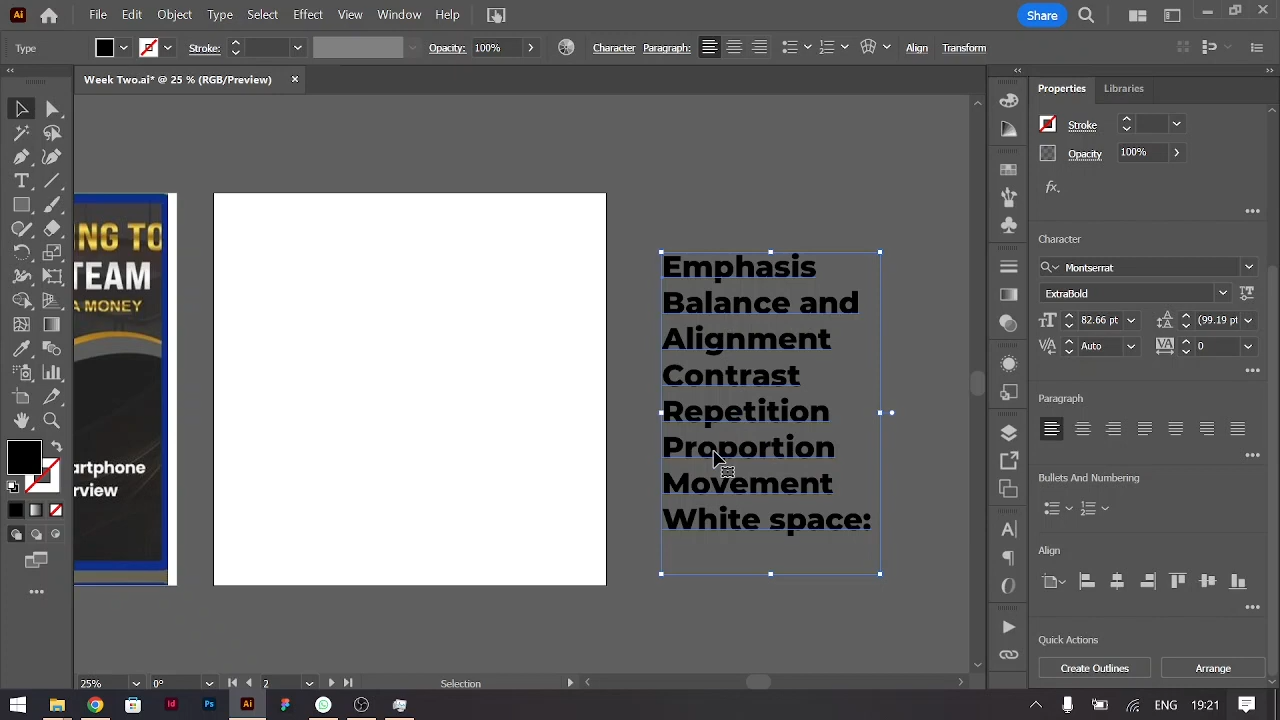 Ai File Edit Object Type Select Effect View Window Help Share
Type Stroke: Opacity: 100% Character Paragraph: Align Transform
Week Two.ai* @ 25 % (RGB/Preview) ×
Properties Libraries
Stroke
Opacity 100%
fx.
Character
Montserrat
ExtraBold
82.66 pt (99.19 pt
Auto 0
Paragraph
Bullets And Numbering
Align
Quick Actions
Create Outlines Arrange
NG TO
TEAM
A MONEY
artphone
rview
Emphasis
Balance and
Alignment
Contrast
Repetition
Proportion
Movement
White space:
25% 0° 2 Selection
Id Ps Ai ENG 19:21